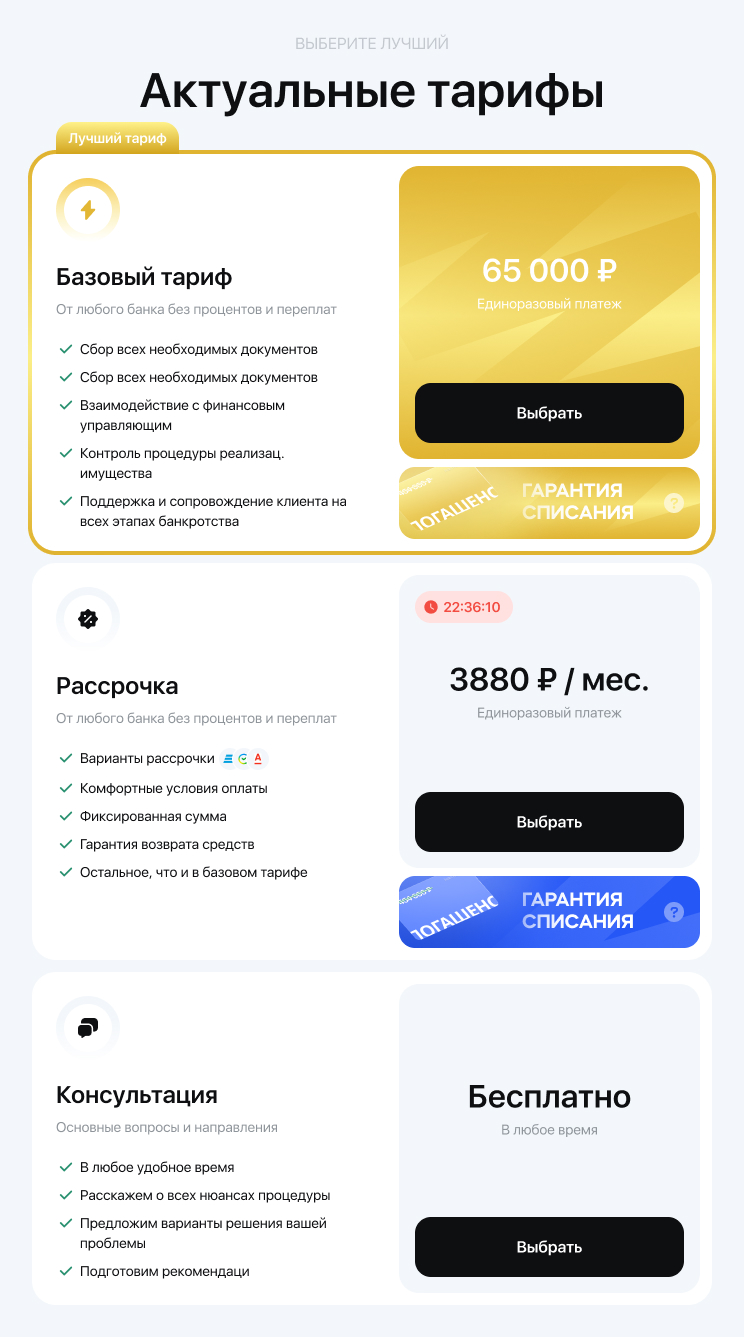 ВЫБЕРИТЕ ЛУЧШИЙ
Актуальные тарифы
Лучший тариф
Базовый тариф
От любого банка без процентов и переплат
Сбор всех необходимых документов
Сбор всех необходимых документов
Взаимодействие с финансовым
управляющим
Контроль процедуры реализац.
имущества
Поддержка и сопровождение клиента на
всех этапах банкротства
65 000 ₽
Единоразовый платеж
Выбрать
ПОГАШЕНО
ГАРАНТИЯ
СПИСАНИЯ
?
Рассрочка
От любого банка без процентов и переплат
Варианты рассрочки
Комфортные условия оплаты
Фиксированная сумма
Гарантия возврата средств
Остальное, что и в базовом тарифе
22:36:10
3880 ₽ / мес.
Единоразовый платеж
Выбрать
ПОГАШЕНО
ГАРАНТИЯ
СПИСАНИЯ
?
Консультация
Основные вопросы и направления
В любое удобное время
Расскажем о всех нюансах процедуры
Предложим варианты решения вашей
проблемы
Подготовим рекомендаци
Бесплатно
В любое время
Выбрать